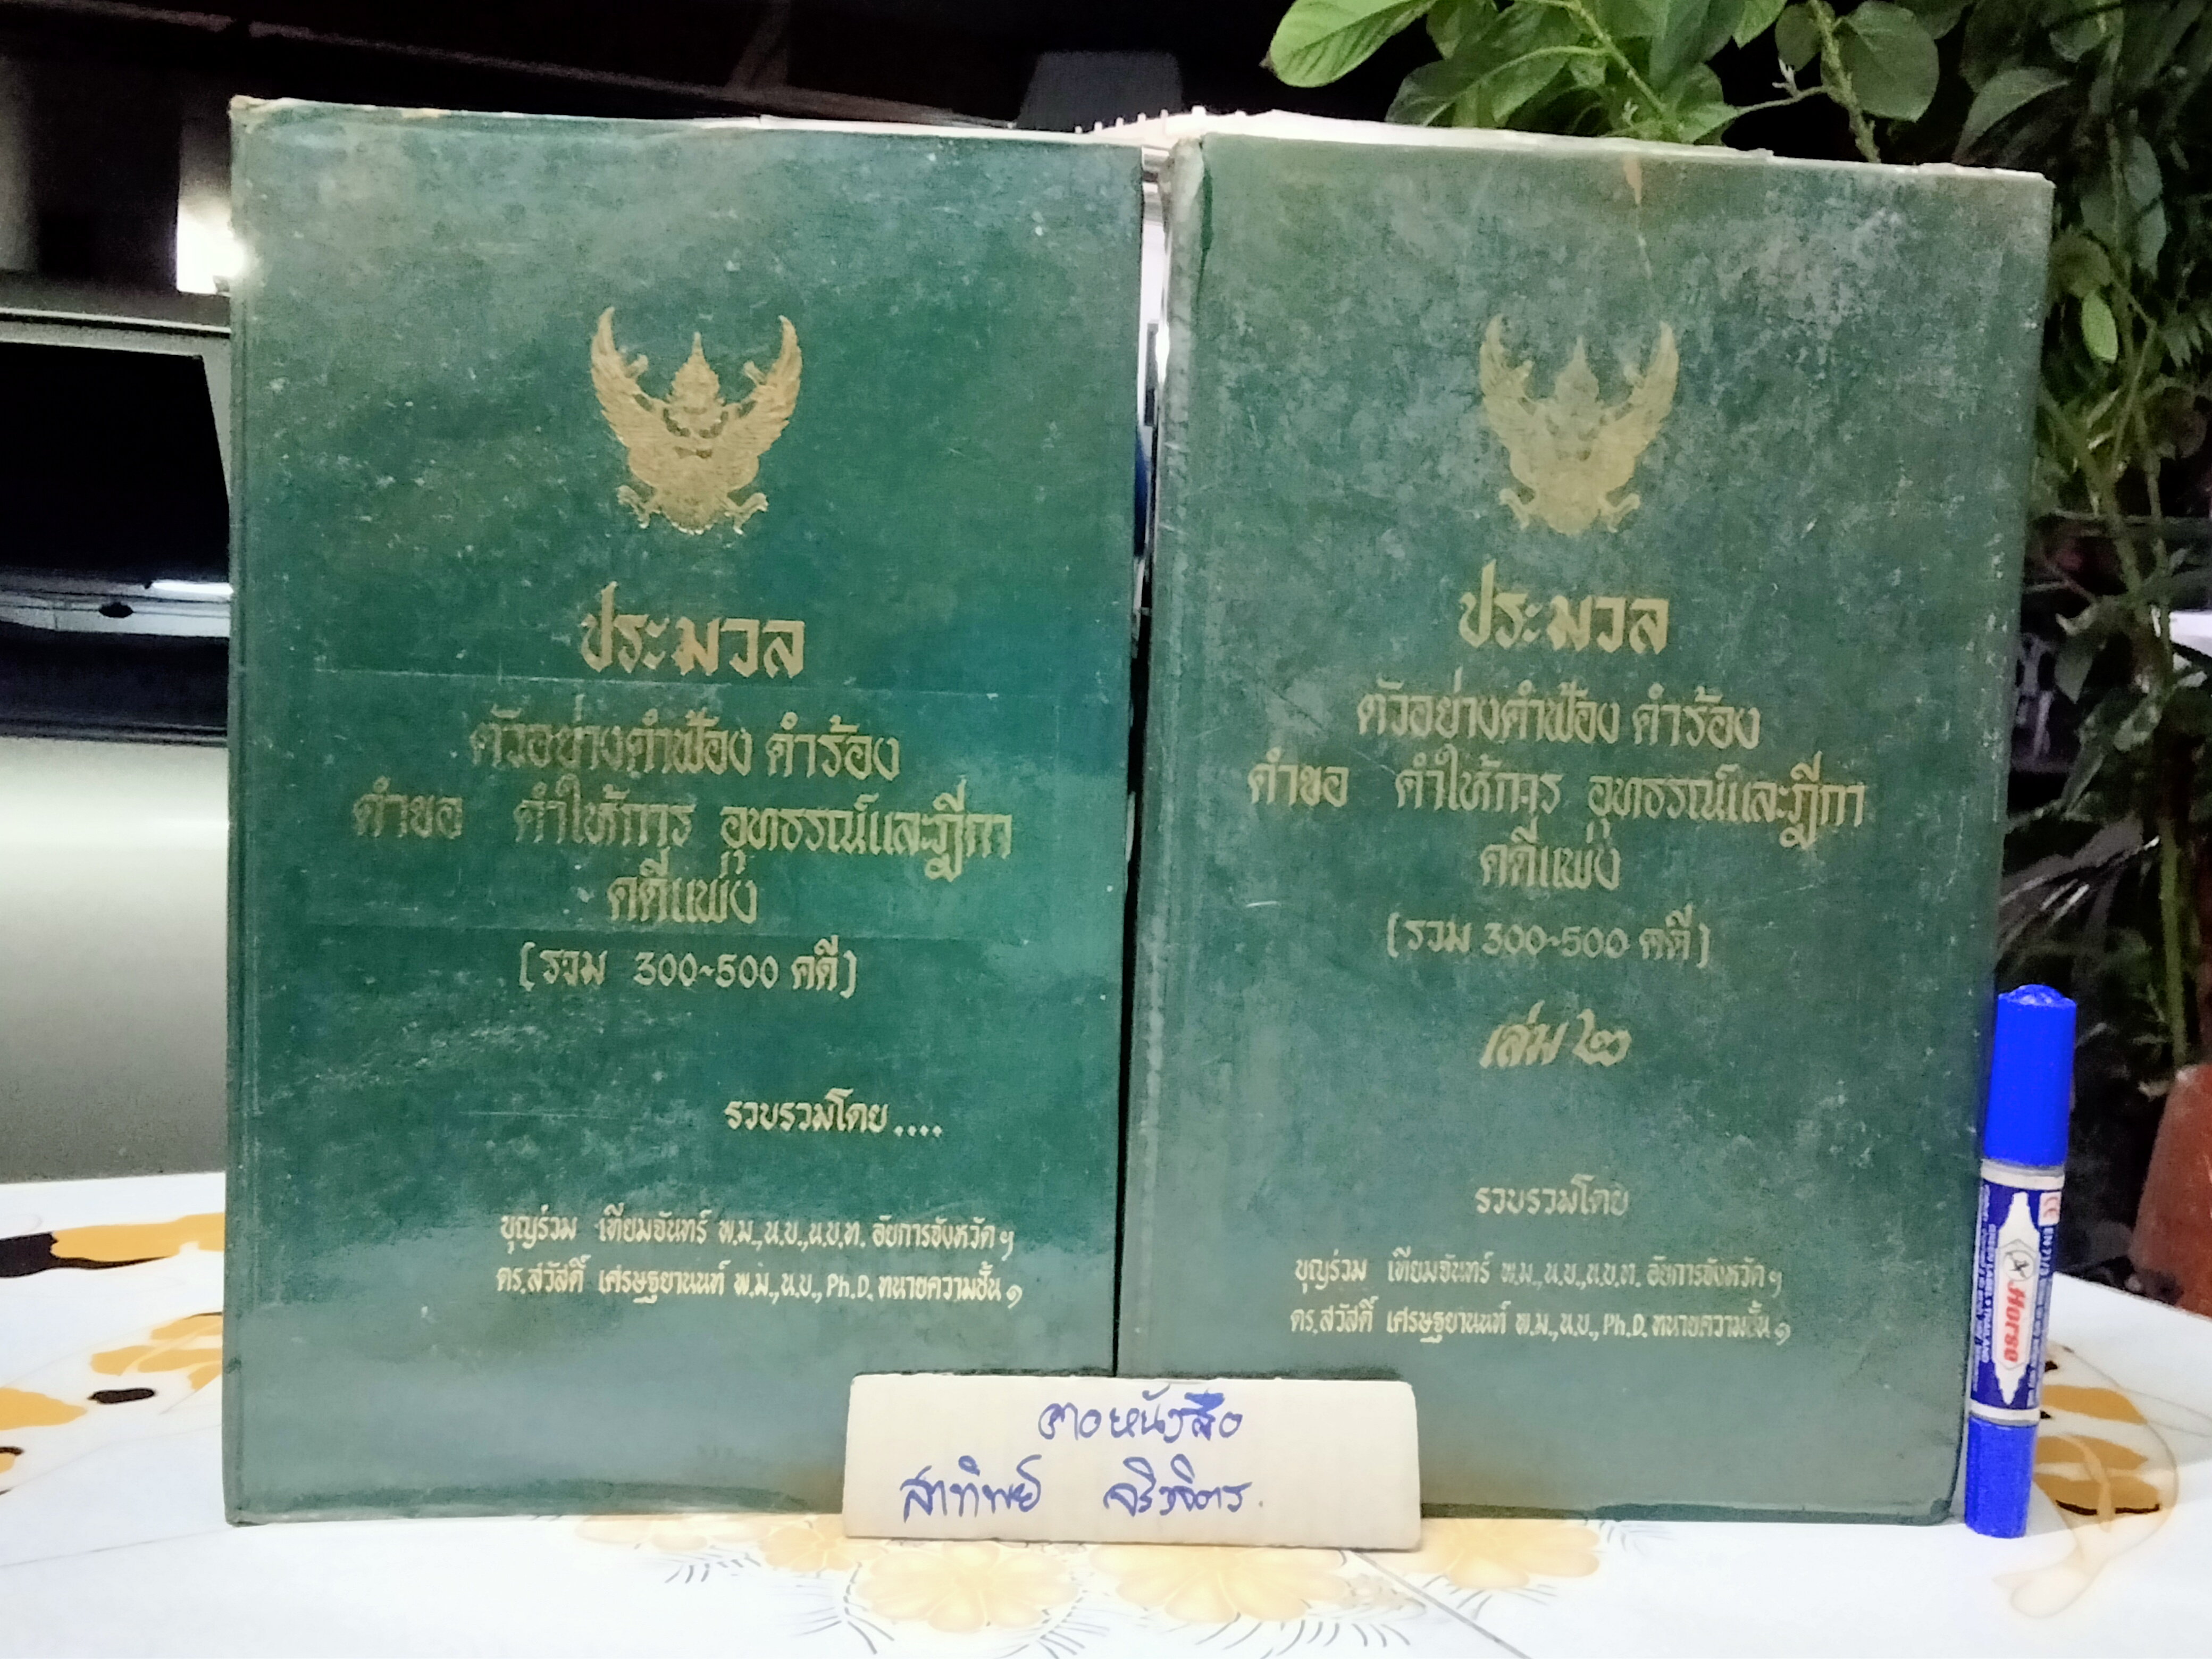 ประมวล
ตัวอย่างคำฟ้อง คำร้อง
คำขอ คำให้การ อุทธรณ์และฎีกา
คดีแพ่ง
(รวม 300~500 คดี)
รวบรวมโดย....
บุญร่วม เทียมจันทร์ พ.ม.,น.บ.,น.บ.ท. อัยการจังหวัดฯ
ดร.สวัสดิ์ เศรษฐยานนท์ พ.ม.,น.บ.,Ph.D. ทนายความชั้น ๑
ประมวล
ตัวอย่างคำฟ้อง คำร้อง
คำขอ คำให้การ อุทธรณ์และฎีกา
คดีแพ่ง
(รวม 300~500 คดี)
เล่ม ๒
รวบรวมโดย
บุญร่วม เทียมจันทร์ พ.ม.,น.บ.,น.บ.ท. อัยการจังหวัดฯ
ดร.สวัสดิ์ เศรษฐยานนท์ พ.ม.,น.บ.,Ph.D. ทนายความชั้น ๑
หนังสือ
สาทิพย์
Horse